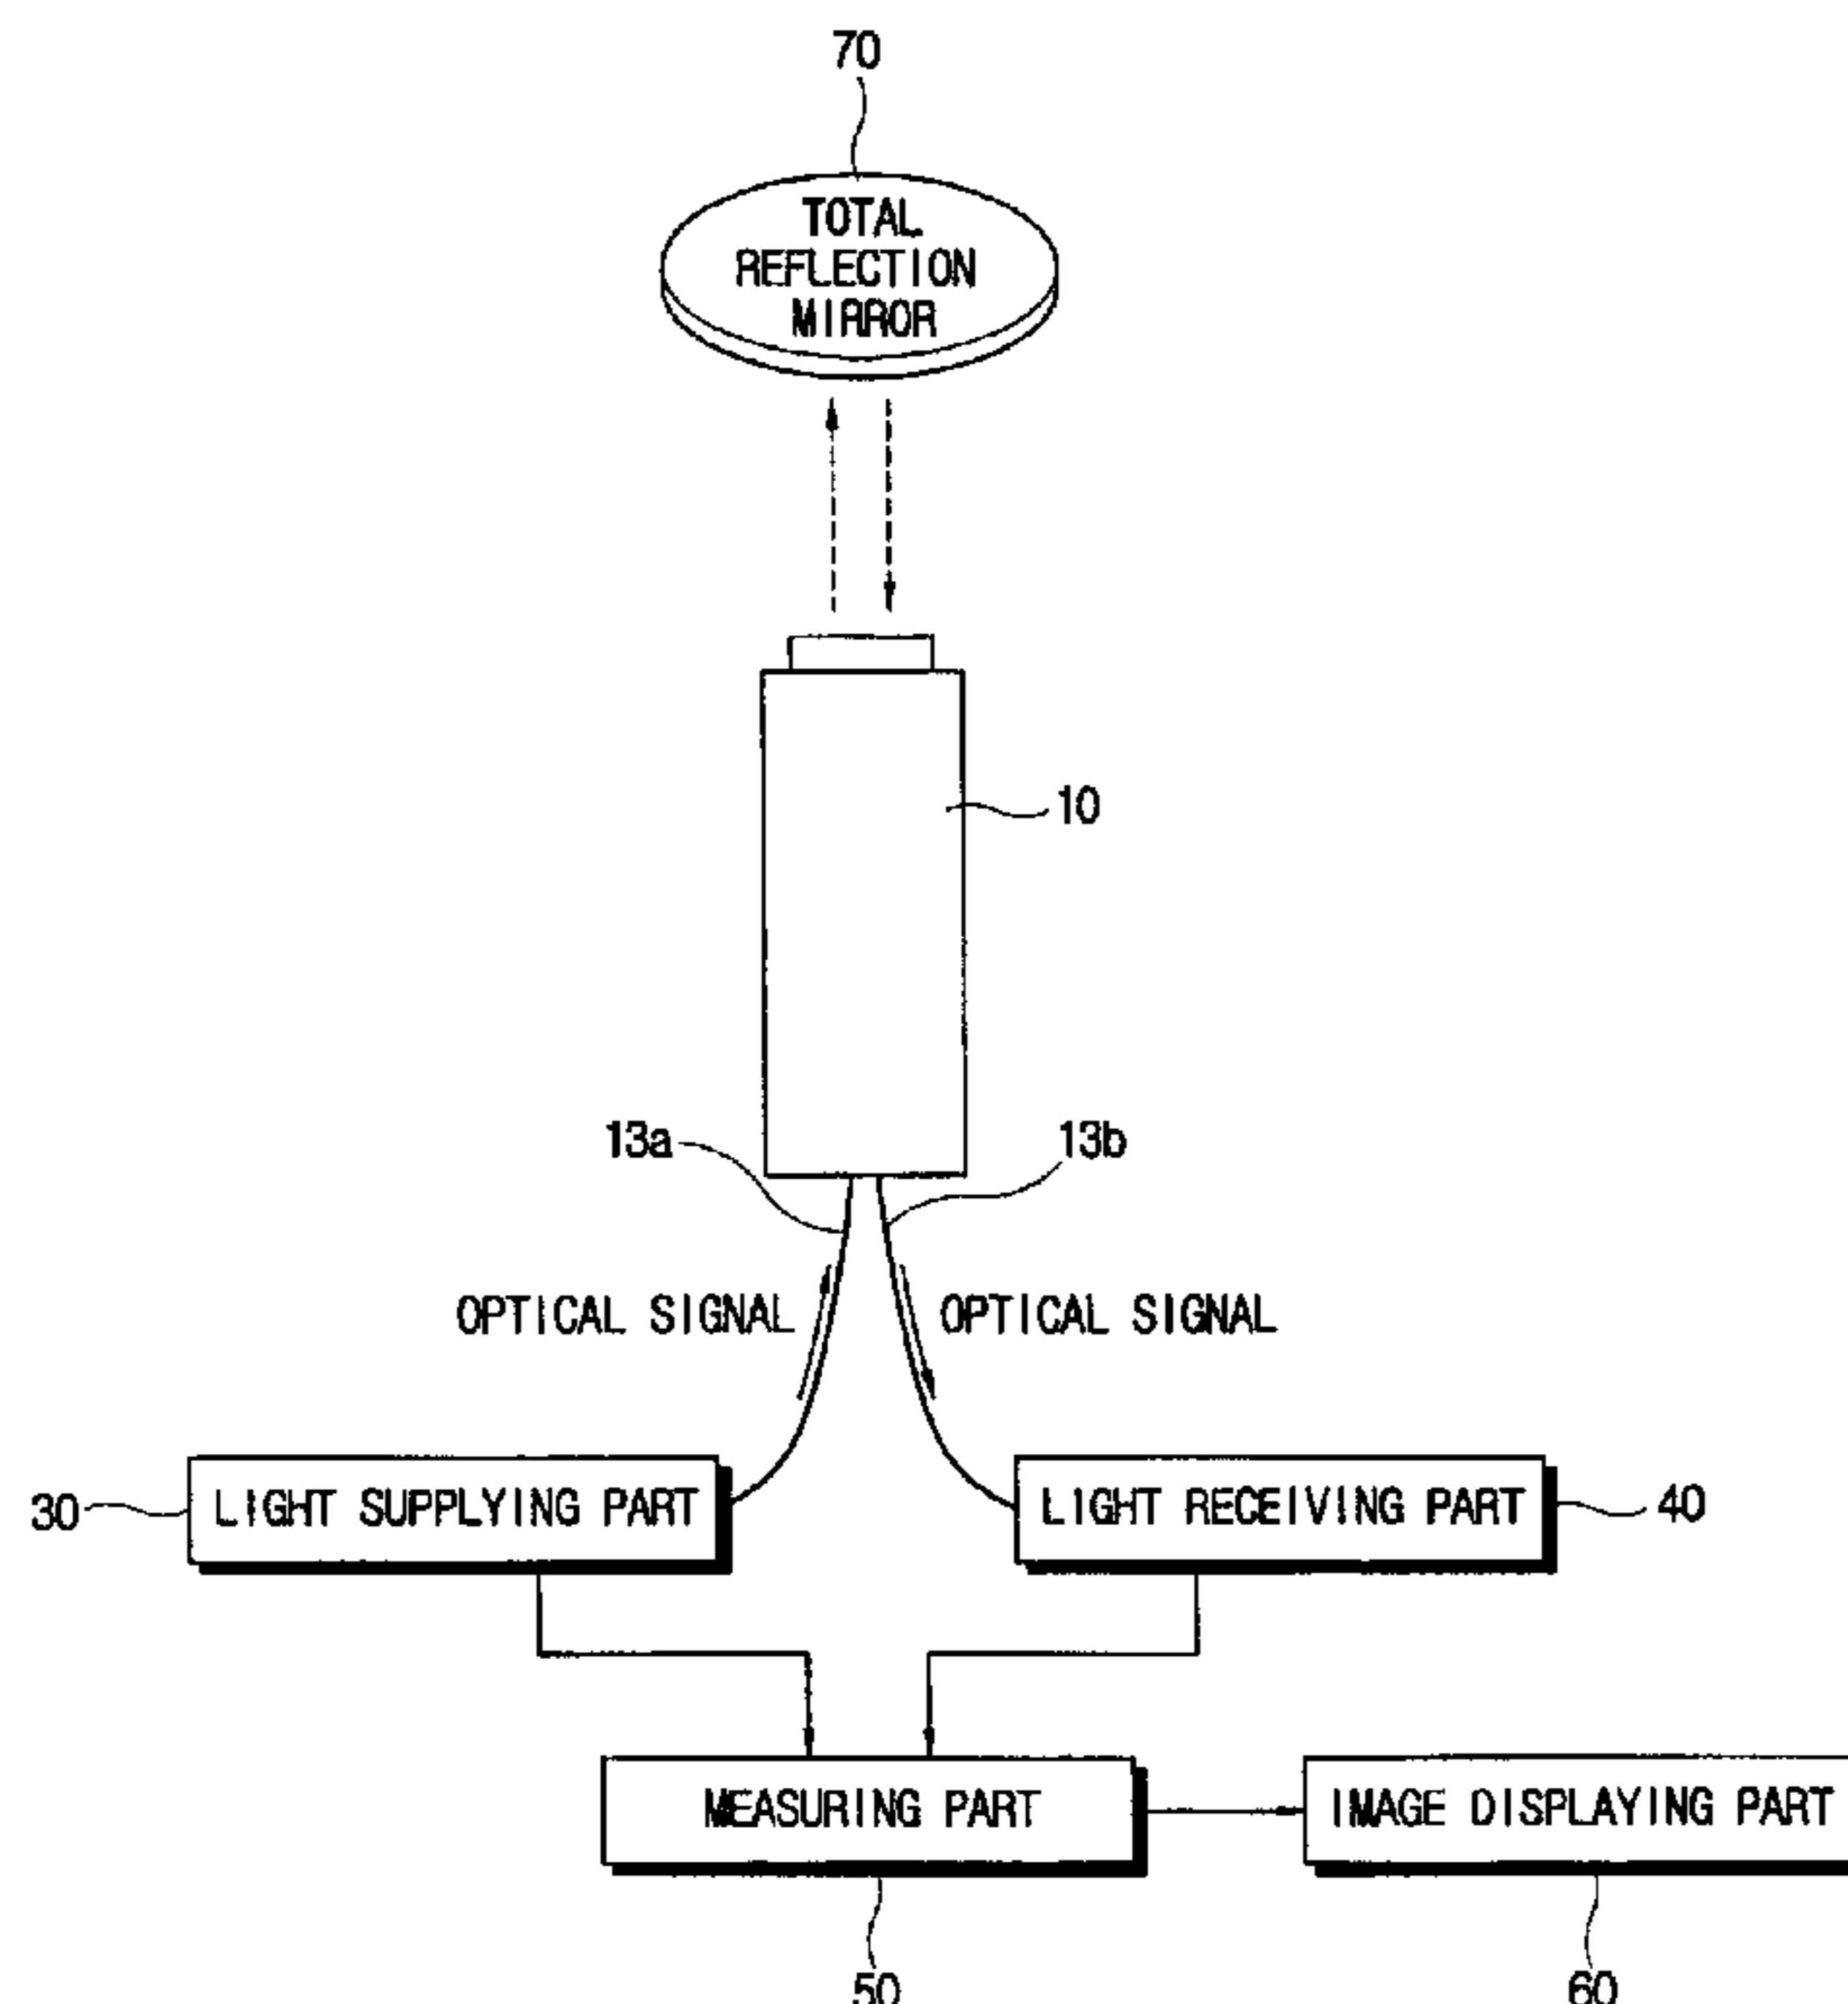 70
TOTAL
REFLECTION
MIRROR
10
13a
13b
OPTICAL SIGNAL
OPTICAL SIGNAL
30
LIGHT SUPPLYING PART
LIGHT RECEIVING PART
40
MEASURING PART
IMAGE DISPLAYING PART
50
60